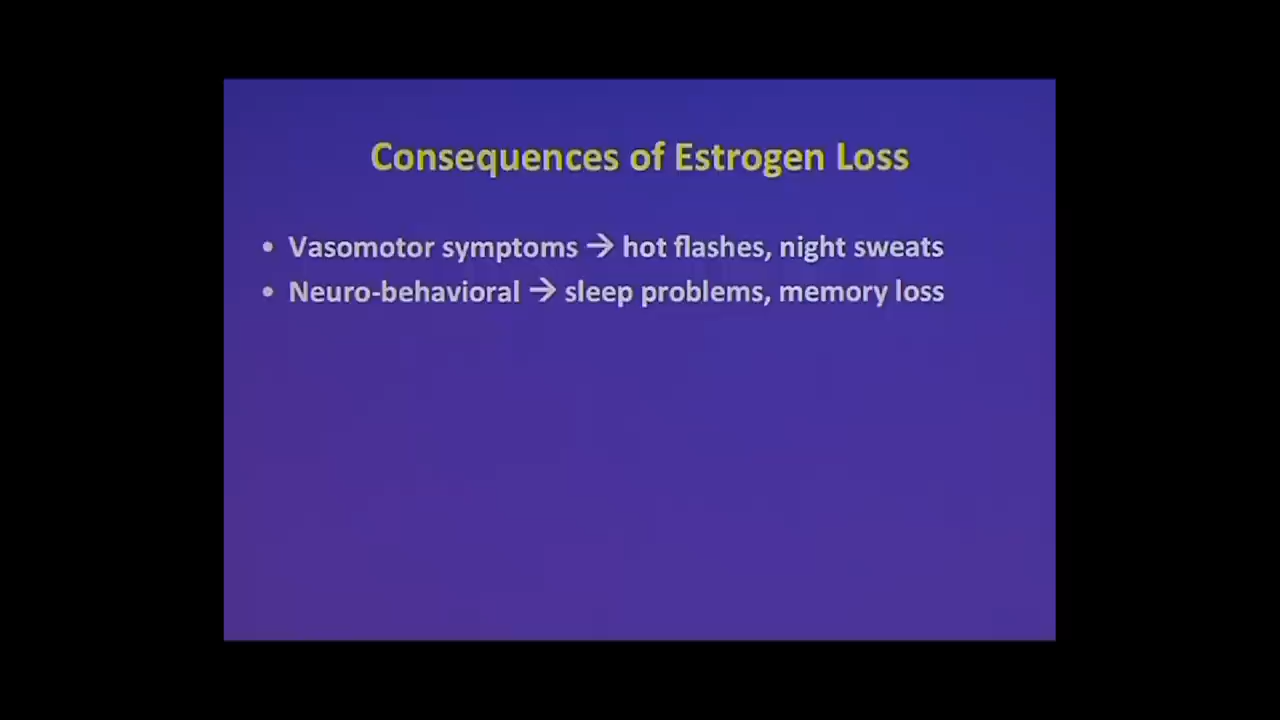 Consequences of Estrogen Loss
• Vasomotor symptoms → hot flashes, night sweats
• Neuro-behavioral → sleep problems, memory loss